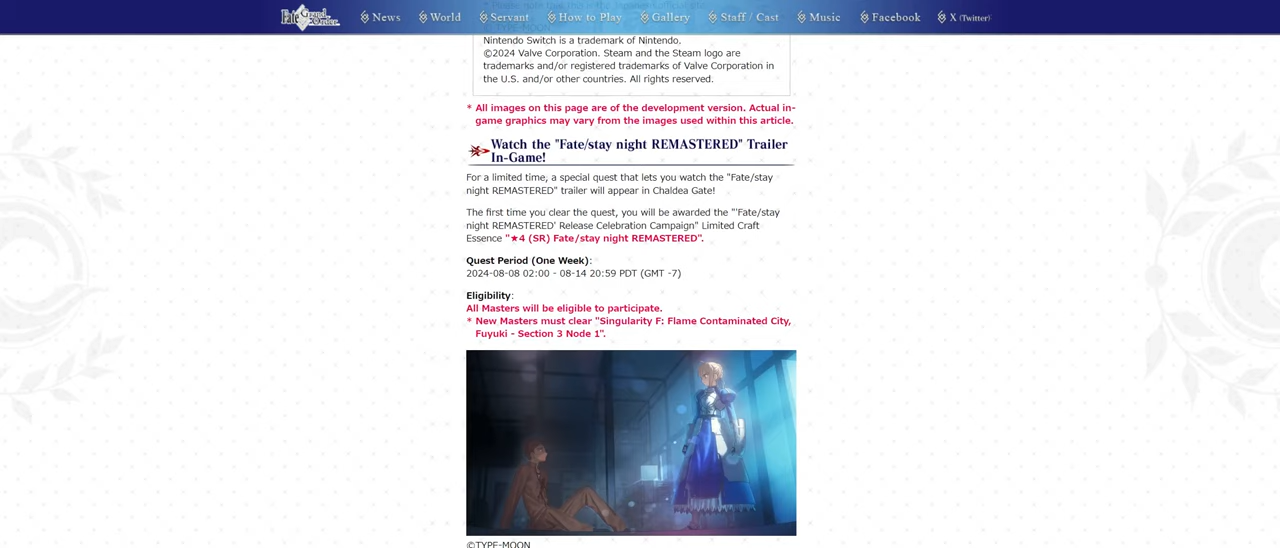 Fate Grand Order
News
World
Servant
How to Play
Gallery
Staff / Cast
Music
Facebook
X (Twitter)
Nintendo Switch is a trademark of Nintendo.
©2024 Valve Corporation. Steam and the Steam logo are
trademarks and/or registered trademarks of Valve Corporation in
the U.S. and/or other countries. All rights reserved.
* All images on this page are of the development version. Actual in-
game graphics may vary from the images used within this article.
Watch the "Fate/stay night REMASTERED" Trailer
In-Game!
For a limited time, a special quest that lets you watch the "Fate/stay
night REMASTERED" trailer will appear in Chaldea Gate!
The first time you clear the quest, you will be awarded the "'Fate/stay
night REMASTERED' Release Celebration Campaign" Limited Craft
Essence "★4 (SR) Fate/stay night REMASTERED".
Quest Period (One Week):
2024-08-08 02:00 - 08-14 20:59 PDT (GMT -7)
Eligibility:
All Masters will be eligible to participate.
* New Masters must clear "Singularity F: Flame Contaminated City,
Fuyuki - Section 3 Node 1".
©TYPE-MOON